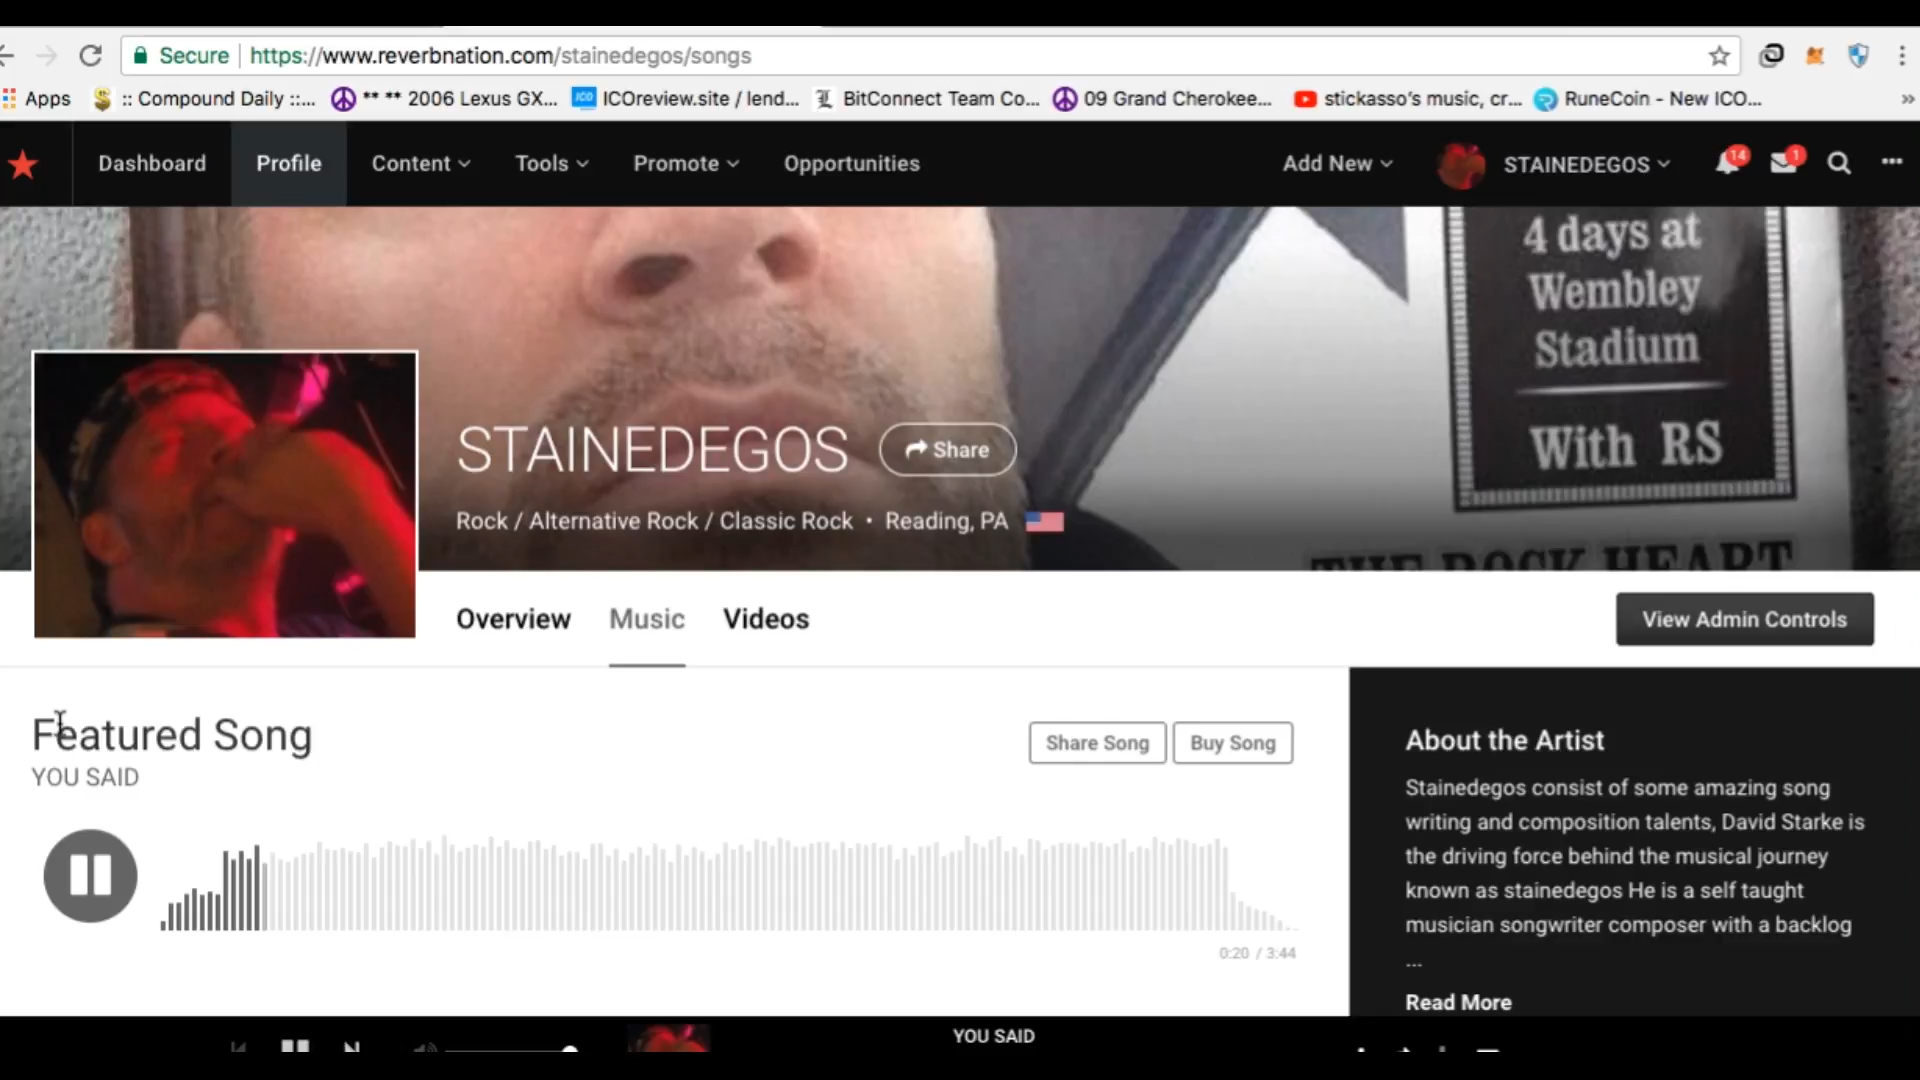 Secure https://www.reverbnation.com/stainedegos/songs
Apps :: Compound Daily ::... ** ** 2006 Lexus GX... ICO ICOreview.site / lend... BitConnect Team Co... 09 Grand Cherokee... stickasso's music, cr... RuneCoin - New ICO... »
Dashboard Profile Content Tools Promote Opportunities Add New STAINEDEGOS 14 1
4 days at
Wembley
Stadium
With RS
THE ROCK HEART
STAINEDEGOS Share
Rock / Alternative Rock / Classic Rock • Reading, PA
Overview Music Videos View Admin Controls
Featured Song
YOU SAID
Share Song Buy Song
0:20 / 3:44
About the Artist
Stainedegos consist of some amazing song
writing and composition talents, David Starke is
the driving force behind the musical journey
known as stainedegos He is a self taught
musician songwriter composer with a backlog
...
Read More
YOU SAID